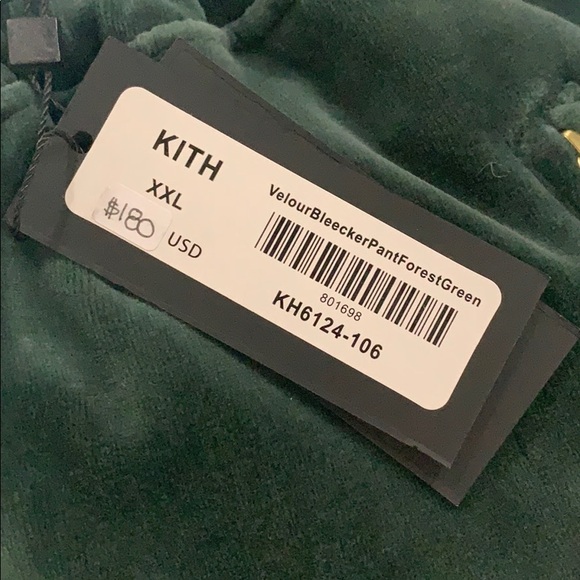 KITH
XXL
$180
USD
VelourBleeckerPantForestGreen
801698
KH6124-106